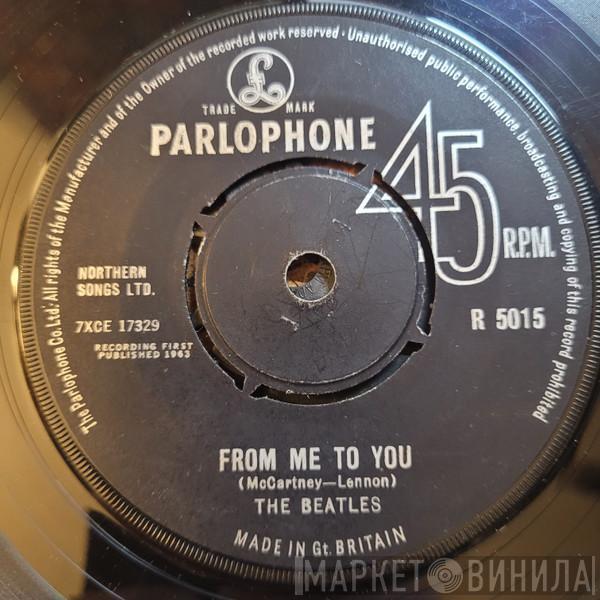 The Parlophone Co.Ltd. All rights of the Manufacturer and of the Owner of the recorded work reserved · Unauthorised public performance, broadcasting and copying of this record prohibited
£
TRADE MARK
PARLOPHONE
45
R.P.M.
NORTHERN
SONGS LTD.
7XCE 17329
R 5015
RECORDING FIRST
PUBLISHED 1963
FROM ME TO YOU
(McCartney—Lennon)
THE BEATLES
MADE IN Gt. BRITAIN
МАРКЕТ ВИНИЛА